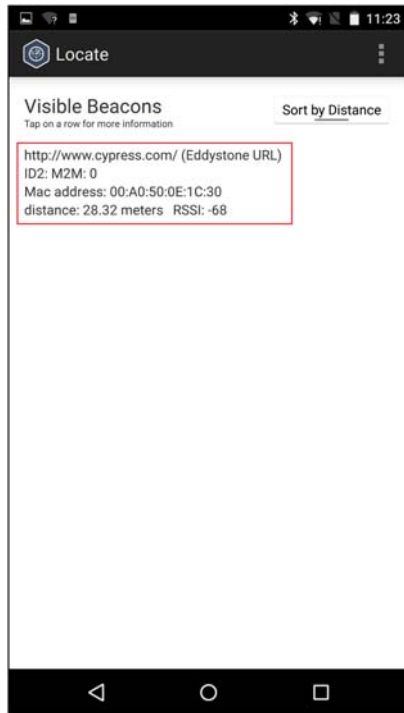 11:23
Locate
Visible Beacons
Sort by Distance
Tap on a row for more information
http://www.cypress.com/ (Eddystone URL)
ID2: M2M: 0
Mac address: 00:A0:50:0E:1C:30
distance: 28.32 meters RSSI: -68